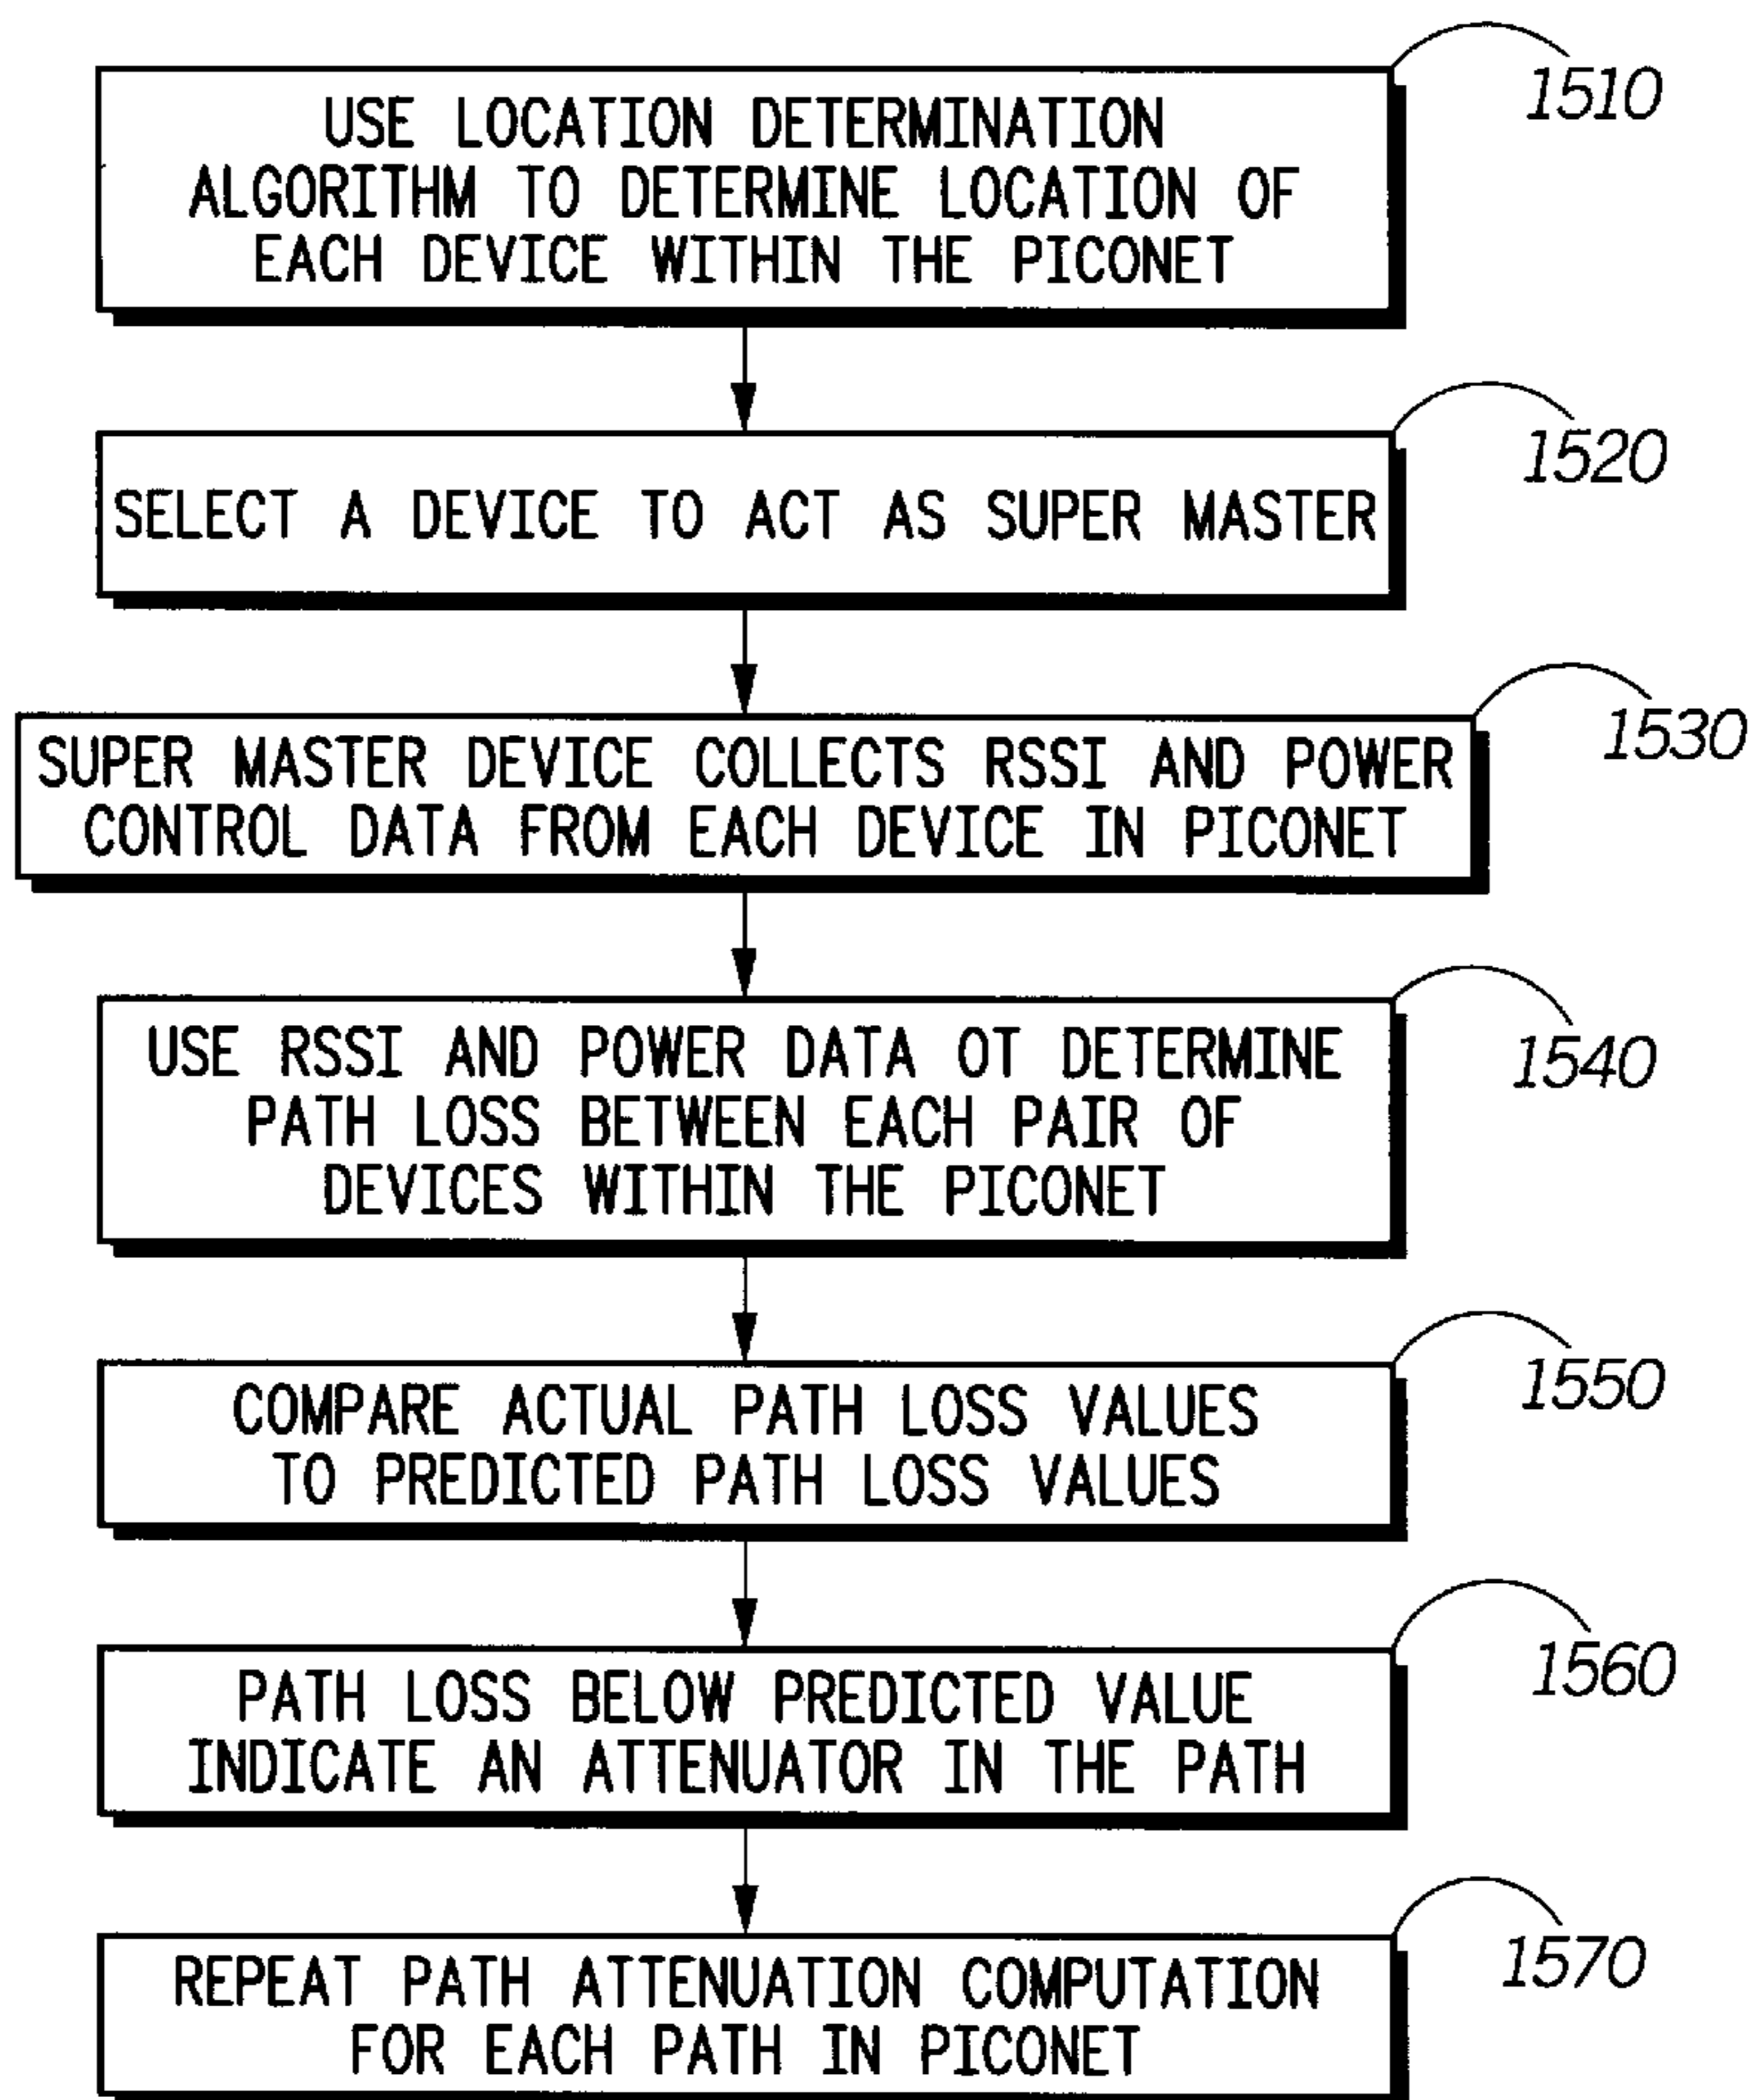 1510
USE LOCATION DETERMINATION
ALGORITHM TO DETERMINE LOCATION OF
EACH DEVICE WITHIN THE PICONET
1520
SELECT A DEVICE TO ACT AS SUPER MASTER
1530
SUPER MASTER DEVICE COLLECTS RSSI AND POWER
CONTROL DATA FROM EACH DEVICE IN PICONET
1540
USE RSSI AND POWER DATA OT DETERMINE
PATH LOSS BETWEEN EACH PAIR OF
DEVICES WITHIN THE PICONET
1550
COMPARE ACTUAL PATH LOSS VALUES
TO PREDICTED PATH LOSS VALUES
1560
PATH LOSS BELOW PREDICTED VALUE
INDICATE AN ATTENUATOR IN THE PATH
1570
REPEAT PATH ATTENUATION COMPUTATION
FOR EACH PATH IN PICONET